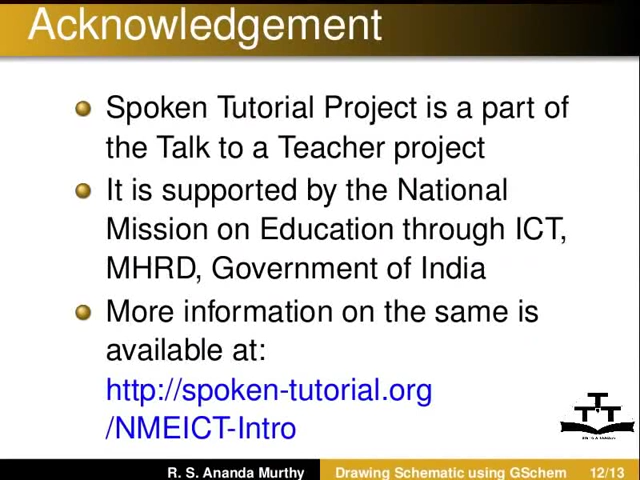 Acknowledgement
Spoken Tutorial Project is a part of
the Talk to a Teacher project
It is supported by the National
Mission on Education through ICT,
MHRD, Government of India
More information on the same is
available at:
http://spoken-tutorial.org
/NMEICT-Intro
R. S. Ananda Murthy
Drawing Schematic using GSchem
12/13